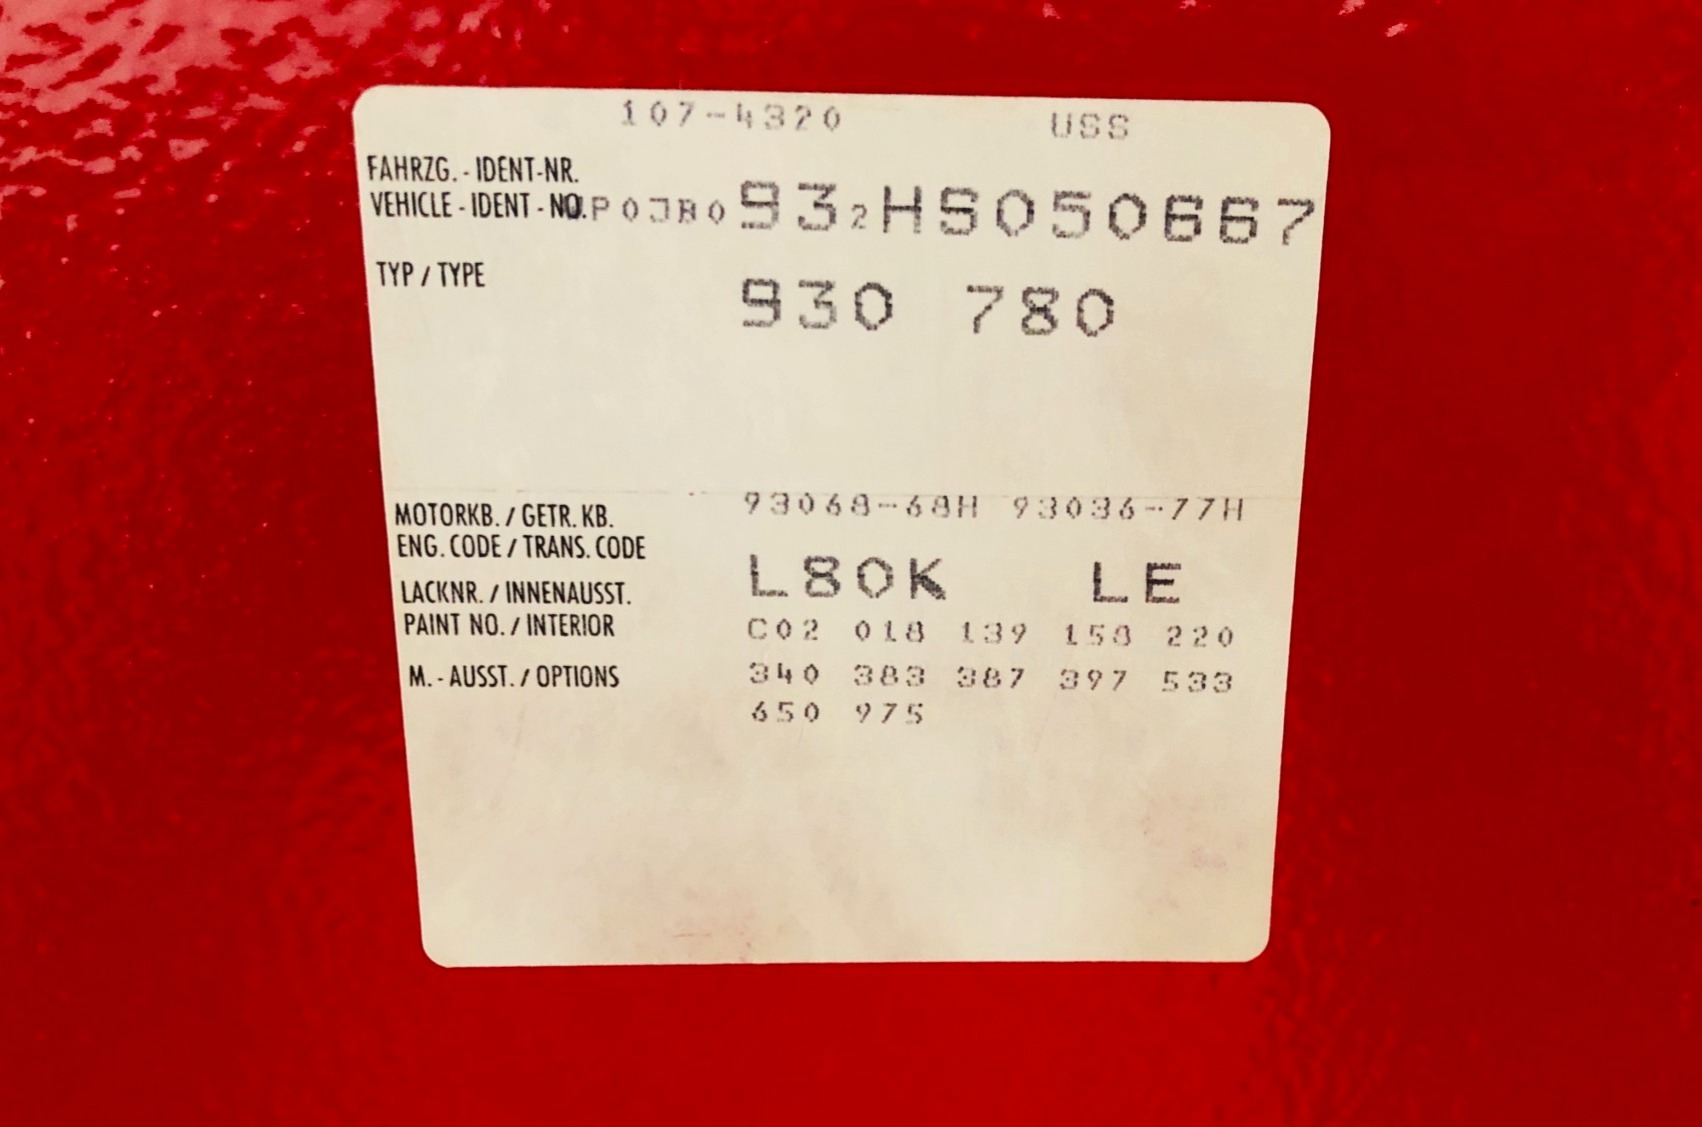 107-4320 USS
FAHRZG.-IDENT-NR.
VEHICLE-IDENT-NO. P0JB0932HS050667
TYP / TYPE 930 780
93068-68H 93036-77H
MOTORKB. / GETR. KB.
ENG. CODE / TRANS. CODE
L80K LE
LACKNR. / INNENAUSST.
PAINT NO. / INTERIOR C02 018 139 158 220
M.-AUSST. / OPTIONS 340 383 387 397 533
650 975